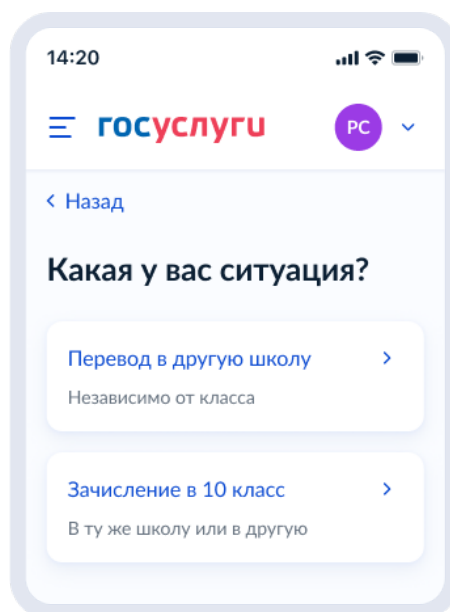 14:20
госуслуги
РС
Назад
Какая у вас ситуация?
Перевод в другую школу
Независимо от класса
Зачисление в 10 класс
В ту же школу или в другую